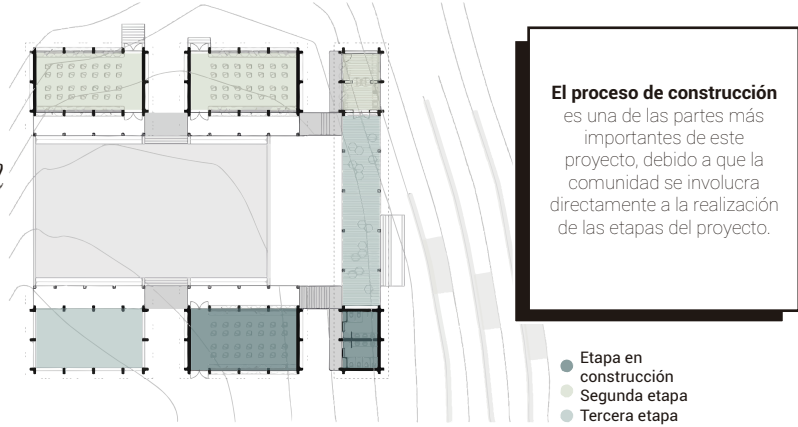 El proceso de construcción
es una de las partes más
importantes de este
proyecto, debido a que la
comunidad se involucra
directamente a la realización
de las etapas del proyecto.
Etapa en
construcción
Segunda etapa
Tercera etapa